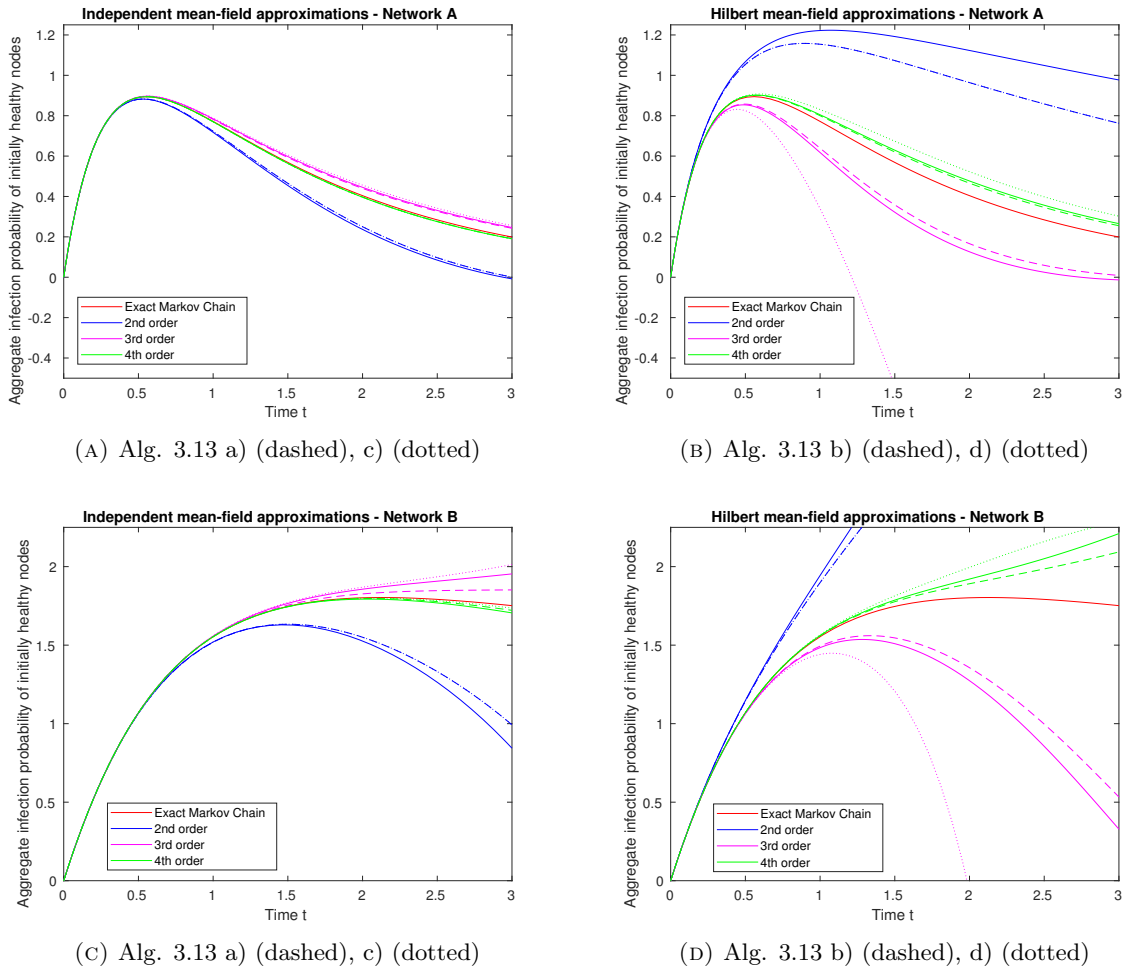 Independent mean-field approximations - Network A
Aggregate infection probability of initially healthy nodes
1.2
1
0.8
0.6
0.4
0.2
0
-0.2
-0.4
Exact Markov Chain
2nd order
3rd order
4th order
0 0.5 1 1.5 2 2.5 3
Time t
(A) Alg. 3.13 a) (dashed), c) (dotted)
Hilbert mean-field approximations - Network A
Aggregate infection probability of initially healthy nodes
1.2
1
0.8
0.6
0.4
0.2
0
-0.2
-0.4
Exact Markov Chain
2nd order
3rd order
4th order
0 0.5 1 1.5 2 2.5 3
Time t
(B) Alg. 3.13 b) (dashed), d) (dotted)
Independent mean-field approximations - Network B
Aggregate infection probability of initially healthy nodes
2
1.5
1
0.5
0
Exact Markov Chain
2nd order
3rd order
4th order
0 0.5 1 1.5 2 2.5 3
Time t
(C) Alg. 3.13 a) (dashed), c) (dotted)
Hilbert mean-field approximations - Network B
Aggregate infection probability of initially healthy nodes
2
1.5
1
0.5
0
Exact Markov Chain
2nd order
3rd order
4th order
0 0.5 1 1.5 2 2.5 3
Time t
(D) Alg. 3.13 b) (dashed), d) (dotted)